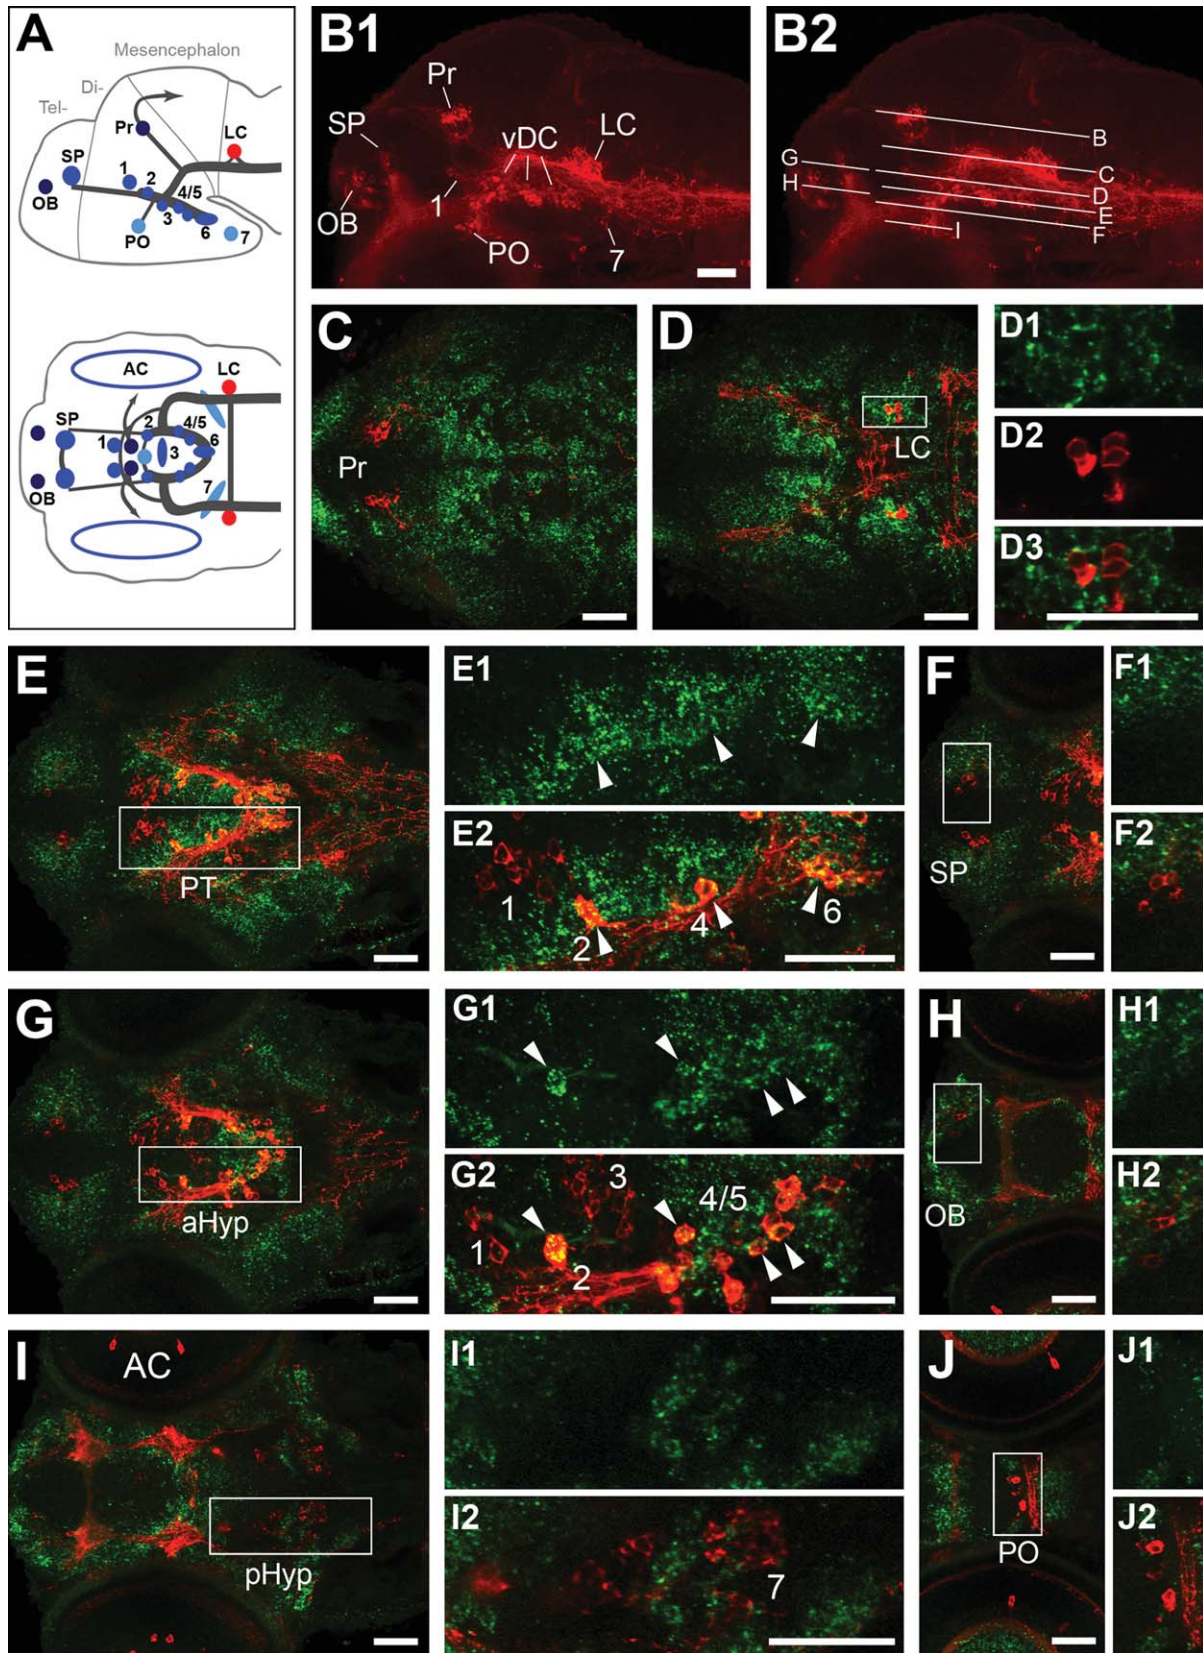 A
Mesencephalon
Di-
Tel-
Pr
LC
SP
1
2
4/5
OB
3
PO
6
7
AC
LC
SP
1
2
4/5
6
3
OB
7
B1
Pr
SP
vDC
LC
OB
1
PO
7
B2
B
G
C
H
D
E
I
F
C
Pr
D
LC
D1
D2
D3
E
PT
E1
E2
1
2
4
6
F
SP
F1
F2
G
aHyp
G1
G2
3
4/5
1
2
H
OB
H1
H2
I
AC
pHyp
I1
I2
7
J
PO
J1
J2